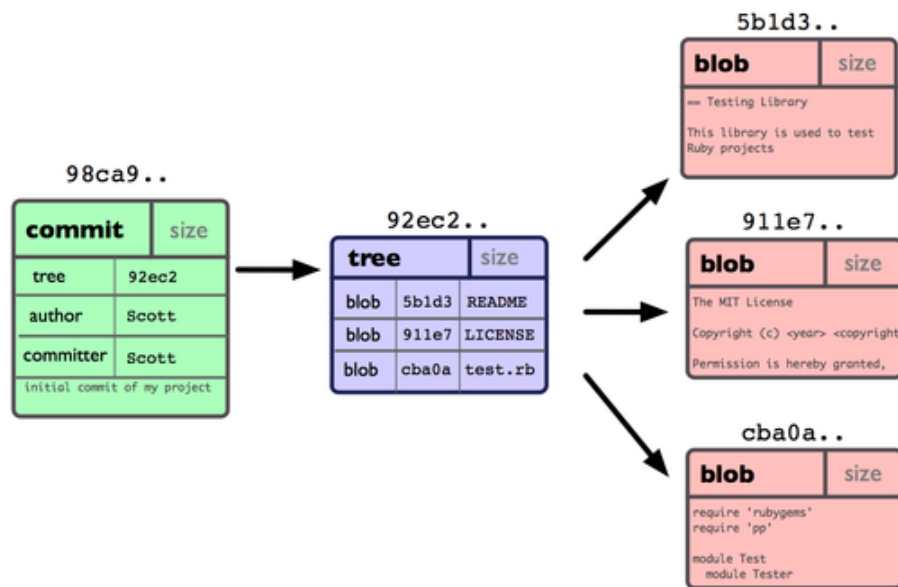 98ca9..
commit size
tree 92ec2
author Scott
committer Scott
initial commit of my project
92ec2..
tree size
blob 5b1d3 README
blob 911e7 LICENSE
blob cba0a test.rb
5b1d3..
blob size
== Testing Library
This library is used to test
Ruby projects
911e7..
blob size
The MIT License
Copyright (c) <year> <copyright
Permission is hereby granted,
cba0a..
blob size
require 'rubygems'
require 'pp'
module Test
module Tester